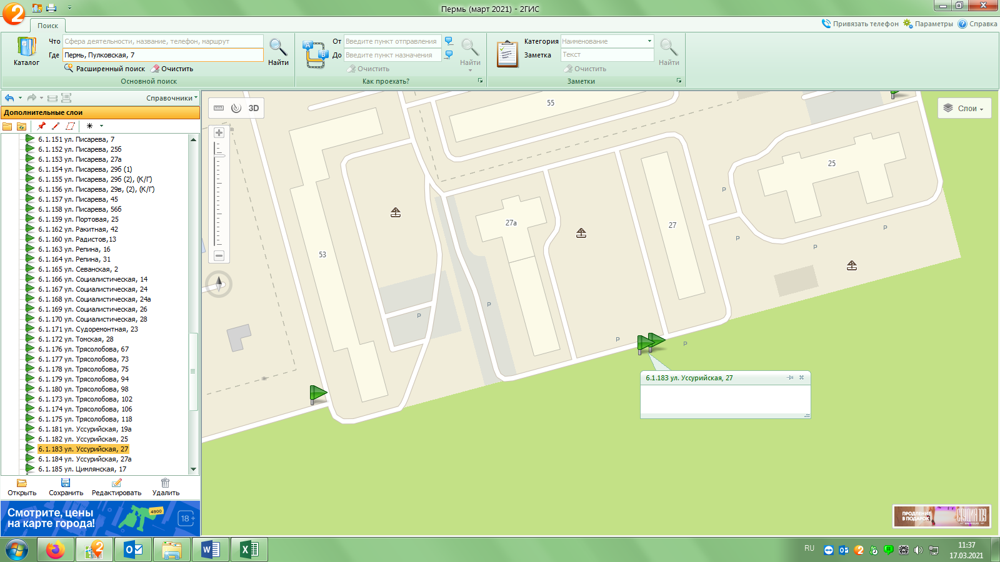 Пермь (март 2021) - 2ГИС
Поиск
Привязать телефон
Параметры
Справка
Каталог
Что
Сфера деятельности, название, телефон, маршрут
Где
Пермь, Пулковская, 7
Расширенный поиск
Очистить
Найти
Основной поиск
От
Введите пункт отправления
До
Введите пункт назначения
Очистить
Найти
Как проехать?
Категория
Наименование
Заметка
Текст
Очистить
Найти
Заметки
Справочники
Дополнительные слои
6.1.151 ул. Писарева, 7
6.1.152 ул. Писарева, 25б
6.1.153 ул. Писарева, 27а
6.1.154 ул. Писарева, 29б (1)
6.1.155 ул. Писарева, 29б (2), (К/Г)
6.1.156 ул. Писарева, 29в, (2), (К/Г)
6.1.157 ул. Писарева, 45
6.1.158 ул. Писарева, 56б
6.1.159 ул. Портовая, 25
6.1.162 ул. Ракитная, 42
6.1.160 ул. Радистов,13
6.1.163 ул. Репина, 16
6.1.164 ул. Репина, 31
6.1.165 ул. Севанская, 2
6.1.166 ул. Социалистическая, 14
6.1.167 ул. Социалистическая, 24
6.1.168 ул. Социалистическая, 24а
6.1.169 ул. Социалистическая, 26
6.1.170 ул. Социалистическая, 28
6.1.171 ул. Судоремонтная, 23
6.1.172 ул. Томская, 28
6.1.176 ул. Трясолобова, 67
6.1.177 ул. Трясолобова, 73
6.1.178 ул. Трясолобова, 75
6.1.179 ул. Трясолобова, 94
6.1.180 ул. Трясолобова, 98
6.1.173 ул. Трясолобова, 102
6.1.174 ул. Трясолобова, 106
6.1.175 ул. Трясолобова, 118
6.1.181 ул. Уссурийская, 19а
6.1.182 ул. Уссурийская, 25
6.1.183 ул. Уссурийская, 27
6.1.184 ул. Уссурийская, 27а
6.1.185 ул. Цимлянская, 17
Открыть
Сохранить
Редактировать
Удалить
Смотрите, цены
на карте города!
4900
18+
3D
Слои
55
25
27а
27
53
P
P
P
P
P
P
P
P
6.1.183 ул. Уссурийская, 27
ПРОДЛЕНИЕ
В ПОДАРОК
СТУДИЯ 109
RU
11:37
17.03.2021